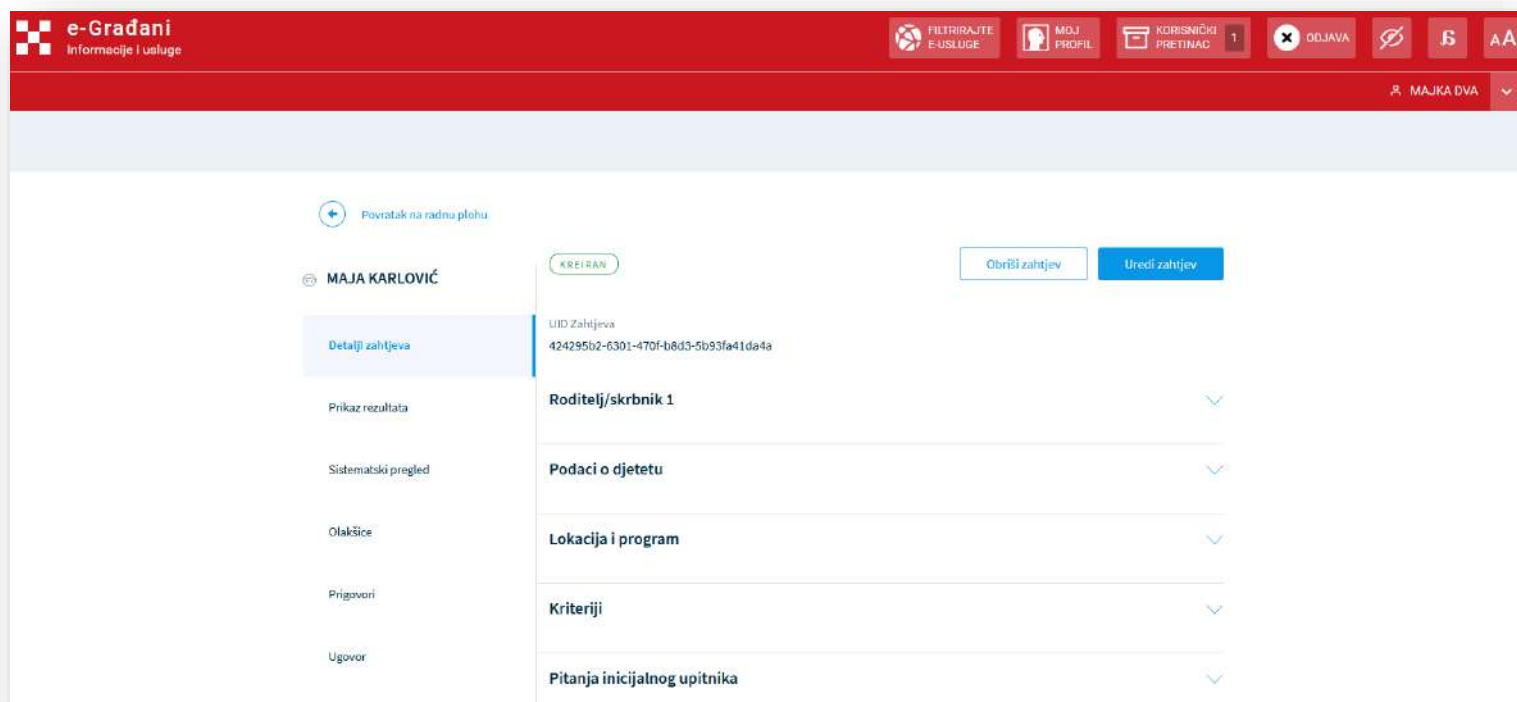 e-Građani
Informacije i usluge
FILTRIRAJTE
E-USLUGE
MOJ
PROFIL
KORISNIČKI
PRETINAC
1
ODJAVA
AA
MAJKA DVA
Povratak na radnu plohu
MAJA KARLOVIĆ
KREIRAN
Obriši zahtjev
Uredi zahtjev
Detalji zahtjeva
Prikaz rezultata
Sistematski pregled
Olakšice
Prigovori
Ugovor
UID Zahtjeva
424295b2-6301-470f-b8d3-5b93fa41da4a
Roditelj/skrbnik 1
Podaci o djetetu
Lokacija i program
Kriteriji
Pitanja inicijalnog upitnika